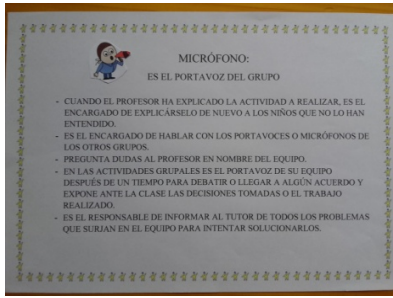 MICRÓFONO:
ES EL PORTAVOZ DEL GRUPO
- CUANDO EL PROFESOR HA EXPLICADO LA ACTIVIDAD A REALIZAR, ES EL
ENCARGADO DE EXPLICÁRSELO DE NUEVO A LOS NIÑOS QUE NO LO HAN
ENTENDIDO.
- ES EL ENCARGADO DE HABLAR CON LOS PORTAVOCES O MICRÓFONOS DE
LOS OTROS GRUPOS.
- PREGUNTA DUDAS AL PROFESOR EN NOMBRE DEL EQUIPO.
- EN LAS ACTIVIDADES GRUPALES ES EL PORTAVOZ DE SU EQUIPO
DESPUÉS DE UN TIEMPO PARA DEBATIR O LLEGAR A ALGÚN ACUERDO Y
EXPONE ANTE LA CLASE LAS DECISIONES TOMADAS O EL TRABAJO
REALIZADO.
- ES EL RESPONSABLE DE INFORMAR AL TUTOR DE TODOS LOS PROBLEMAS
QUE SURJAN EN EL EQUIPO PARA INTENTAR SOLUCIONARLOS.